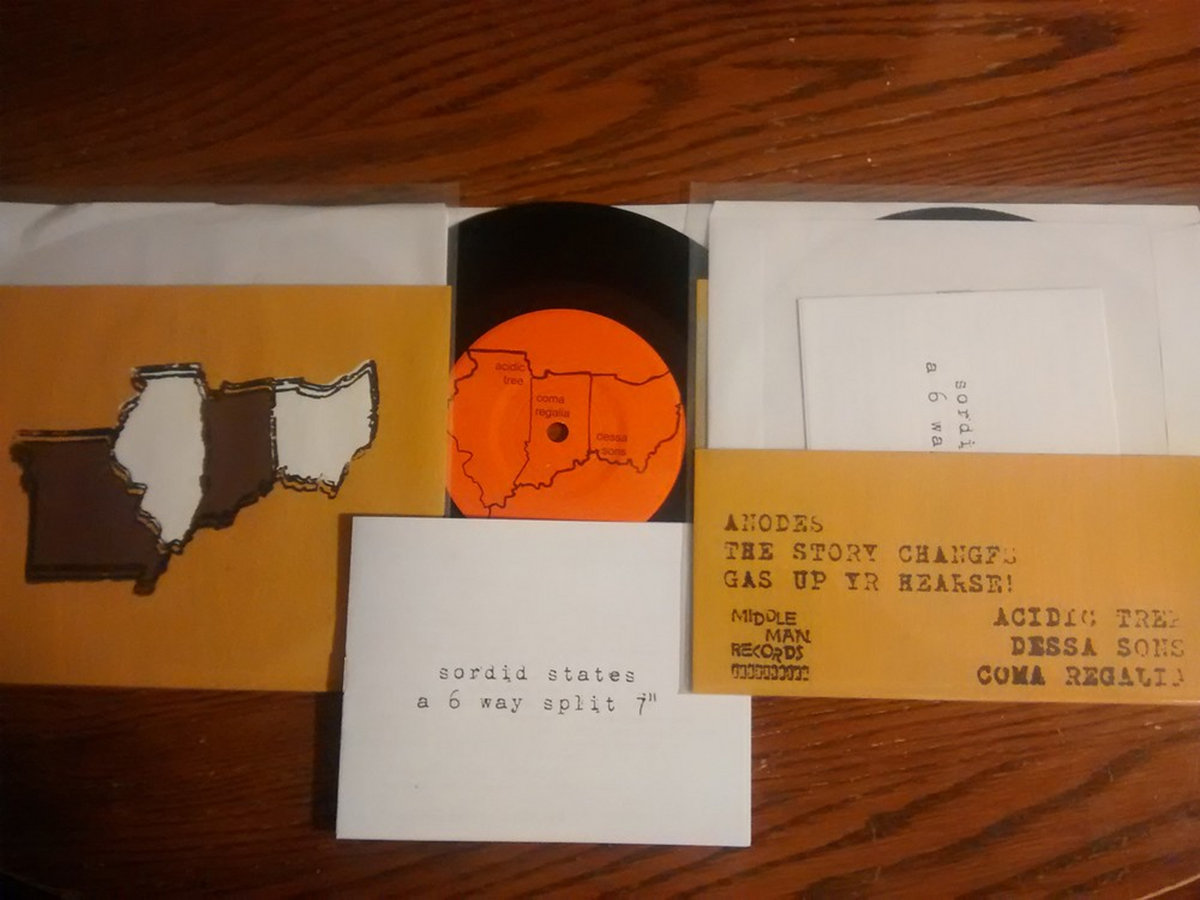 acidic
tree
coma
regalia
dessa
sons
sordid states
a 6 way split 7"
sordi
a 6 wa
ANODES
THE STORY CHANGES
GAS UP YR HEARSE!
MIDDLE
MAN
RECORDS
ACIDIC TREE
DESSA SONS
COMA REGALIA